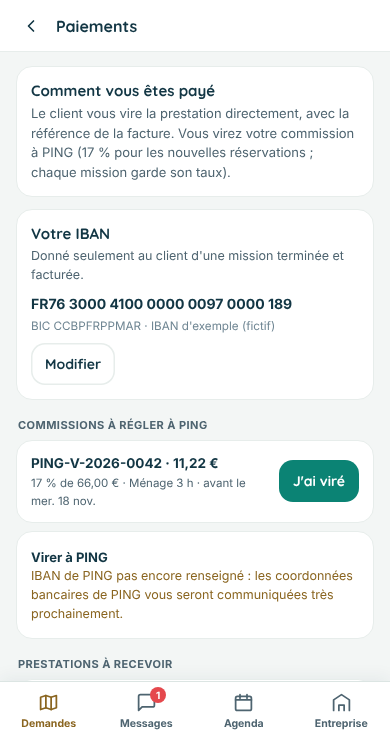 Paiements
Comment vous êtes payé
Le client vous vire la prestation directement, avec la
référence de la facture. Vous virez votre commission
à PING (17 % pour les nouvelles réservations ;
chaque mission garde son taux).
Votre IBAN
Donné seulement au client d'une mission terminée et
facturée.
FR76 3000 4100 0000 0097 0000 189
BIC CCBPFRPPMAR · IBAN d'exemple (fictif)
Modifier
COMMISSIONS À RÉGLER À PING
PING-V-2026-0042 · 11,22 €
17 % de 66,00 € · Ménage 3 h · avant le
mer. 18 nov.
J'ai viré
Virer à PING
IBAN de PING pas encore renseigné : les coordonnées
bancaires de PING vous seront communiquées très
prochainement.
PRESTATIONS À RECEVOIR
1
Demandes
Messages
Agenda
Entreprise